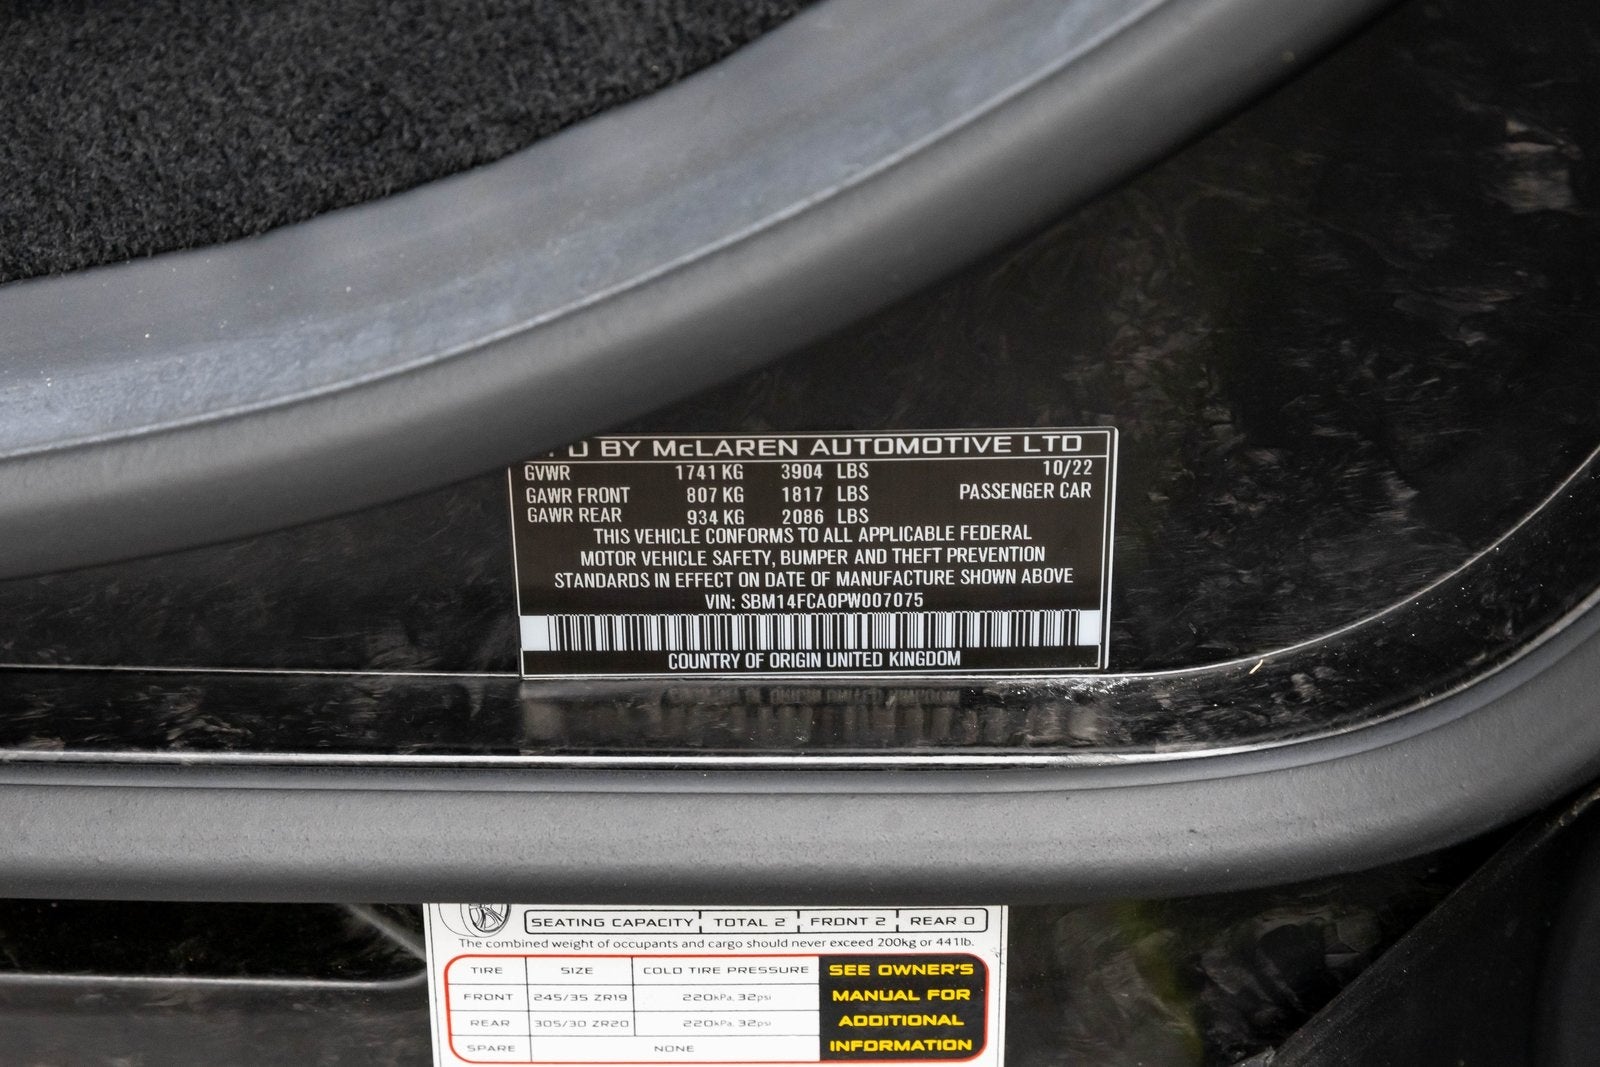 BY McLAREN AUTOMOTIVE LTD
GVWR 1741 KG 3904 LBS 10/22
GAWR FRONT 807 KG 1817 LBS PASSENGER CAR
GAWR REAR 934 KG 2086 LBS
THIS VEHICLE CONFORMS TO ALL APPLICABLE FEDERAL
MOTOR VEHICLE SAFETY, BUMPER AND THEFT PREVENTION
STANDARDS IN EFFECT ON DATE OF MANUFACTURE SHOWN ABOVE
VIN: SBM14FCA0PW007075
COUNTRY OF ORIGIN UNITED KINGDOM
SEATING CAPACITY TOTAL 2 FRONT 2 REAR 0
The combined weight of occupants and cargo should never exceed 200kg or 441lb.
TIRE SIZE COLD TIRE PRESSURE SEE OWNER'S
FRONT 245/35 ZR19 220kPa, 32psi MANUAL FOR
REAR 305/30 ZR20 220kPa, 32psi ADDITIONAL
SPARE NONE INFORMATION